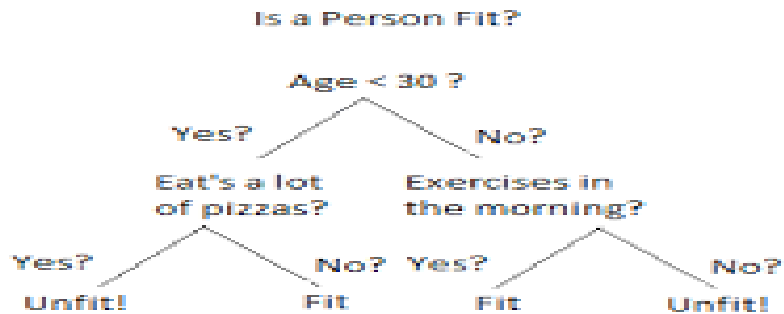 Is a Person Fit?
Age < 30 ?
Yes? No?
Eat's a lot Exercises in
of pizzas? the morning?
Yes? No? Yes? No?
Unfit! Fit Fit Unfit!